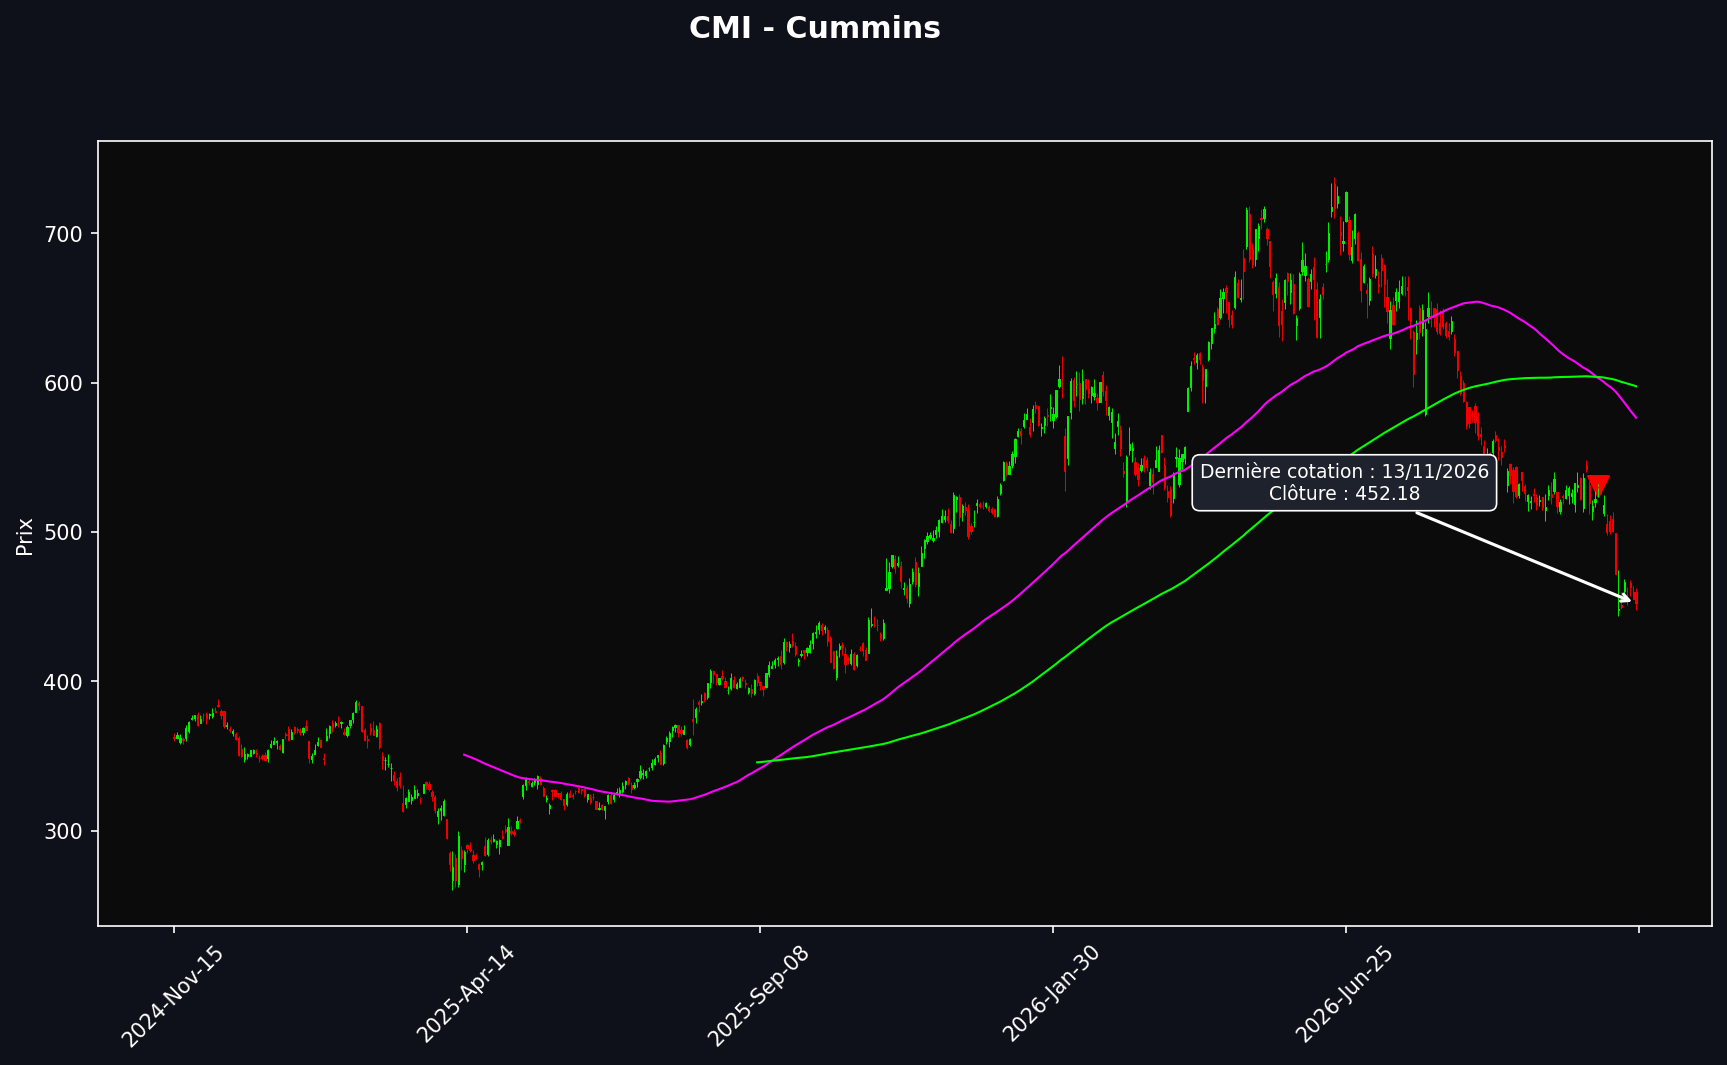 CMI - Cummins
Prix
700
600
500
400
300
Dernière cotation : 13/11/2026
Clôture : 452.18
2024-Nov-15
2025-Apr-14
2025-Sep-08
2026-Jan-30
2026-Jun-25